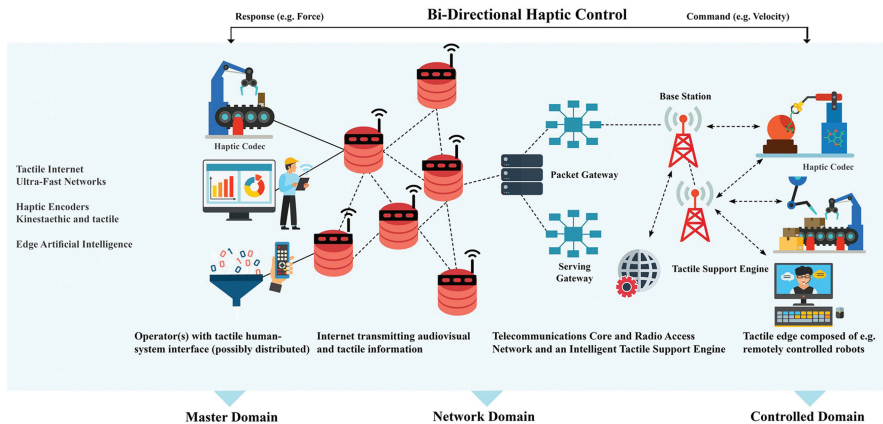 Bi-Directional Haptic Control
Response (e.g. Force)
Command (e.g. Velocity)
Haptic Codec
Tactile Internet
Ultra-Fast Networks
Haptic Encoders
Kinestaethic and tactile
Edge Artificial Intelligence
Base Station
Packet Gateway
Haptic Codec
Serving
Gateway
Tactile Support Engine
Operator(s) with tactile human-
system interface (possibly distributed)
Internet transmitting audiovisual
and tactile information
Telecommunications Core and Radio Access
Network and an Intelligent Tactile Support Engine
Tactile edge composed of e.g.
remotely controlled robots
Master Domain
Network Domain
Controlled Domain